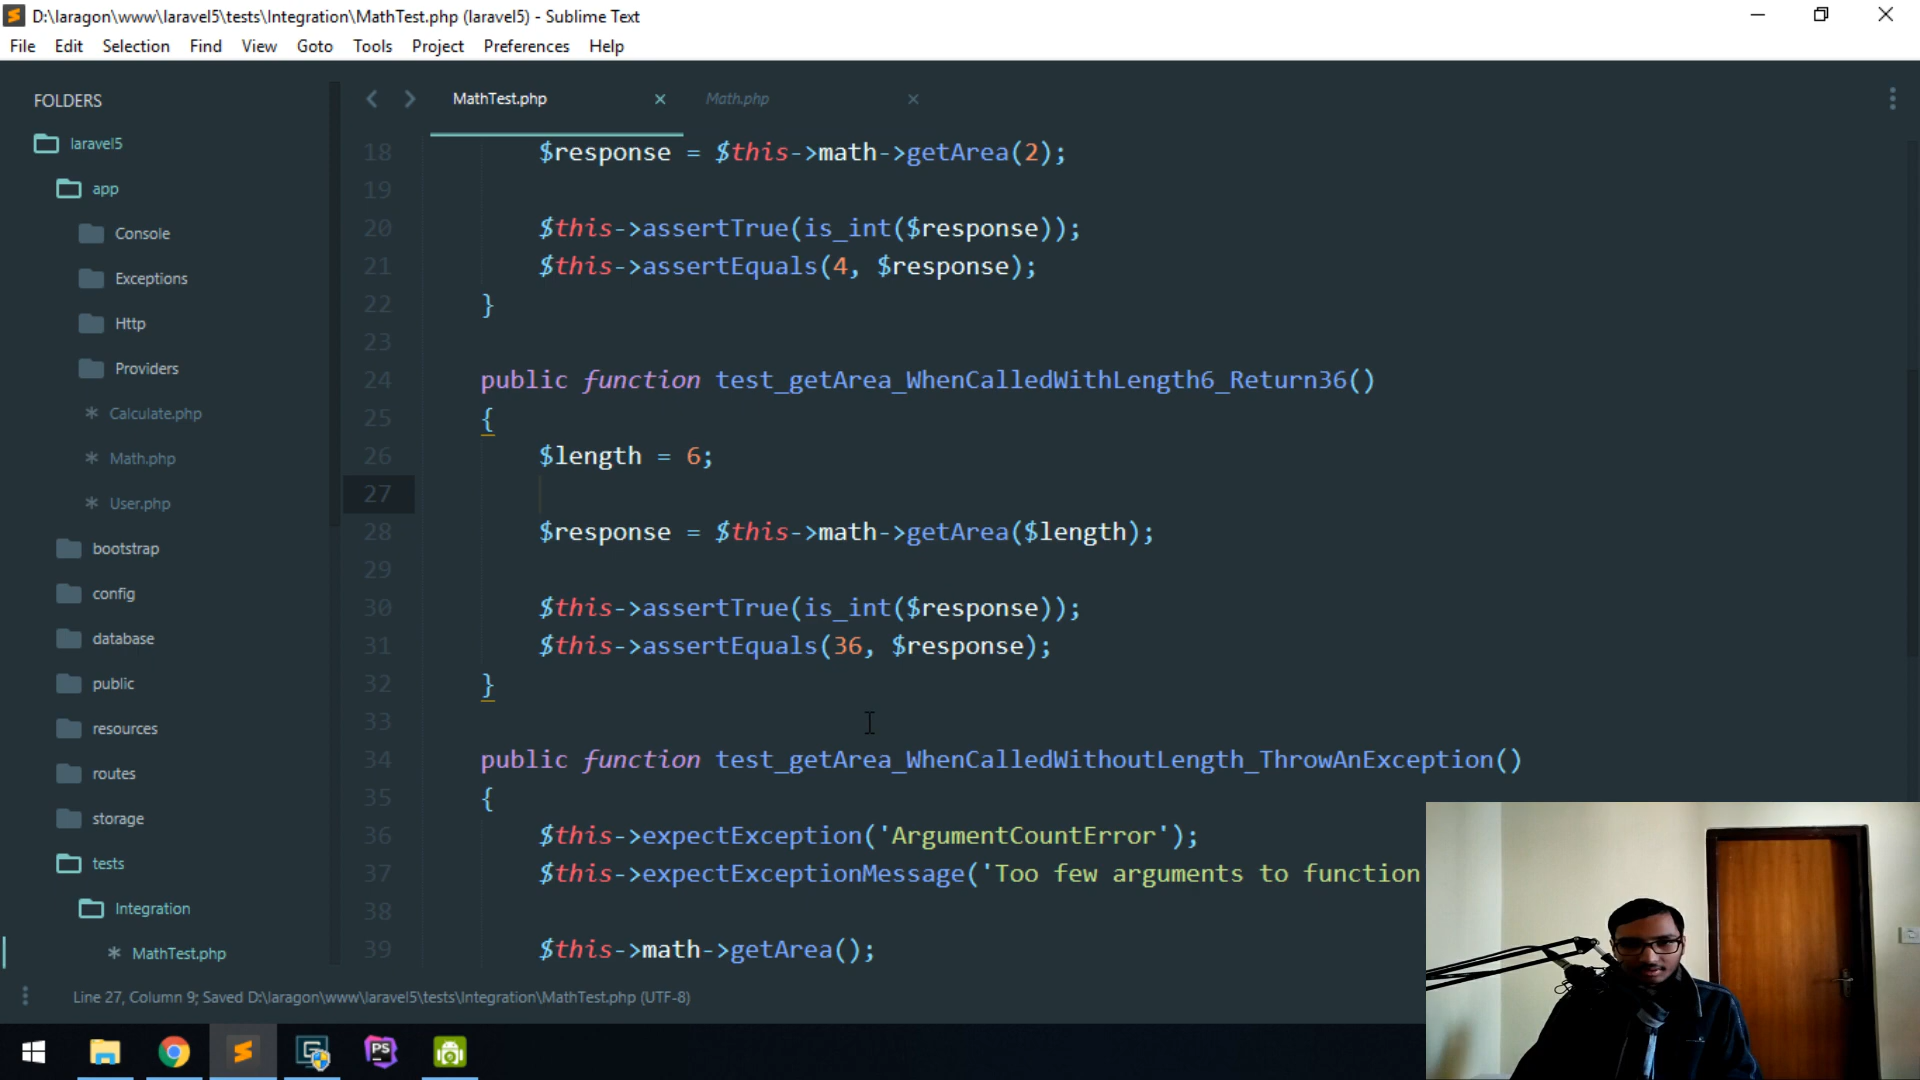 D:\laragon\www\laravel5\tests\Integration\MathTest.php (laravel5) - Sublime Text
File Edit Selection Find View Goto Tools Project Preferences Help
FOLDERS
laravel5
app
Console
Exceptions
Http
Providers
Calculate.php
Math.php
User.php
bootstrap
config
database
public
resources
routes
storage
tests
Integration
MathTest.php
MathTest.php
Math.php
18 $response = $this->math->getArea(2);
19
20 $this->assertTrue(is_int($response));
21 $this->assertEquals(4, $response);
22 }
23
24 public function test_getArea_WhenCalledWithLength6_Return36()
25 {
26 $length = 6;
27
28 $response = $this->math->getArea($length);
29
30 $this->assertTrue(is_int($response));
31 $this->assertEquals(36, $response);
32 }
33
34 public function test_getArea_WhenCalledWithoutLength_ThrowAnException()
35 {
36 $this->expectException('ArgumentCountError');
37 $this->expectExceptionMessage('Too few arguments to function
38
39 $this->math->getArea();
Line 27, Column 9; Saved D:\laragon\www\laravel5\tests\Integration\MathTest.php (UTF-8)
PS